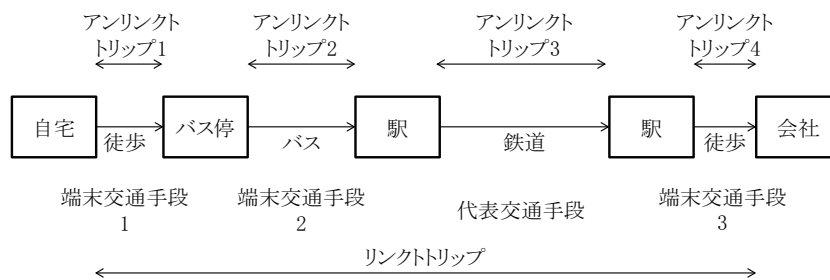 アンリンクト
トリップ1
アンリンクト
トリップ2
アンリンクト
トリップ3
アンリンクト
トリップ4
自宅
徒歩
バス停
バス
駅
鉄道
駅
徒歩
会社
端末交通手段
1
端末交通手段
2
代表交通手段
端末交通手段
3
リンクトトリップ